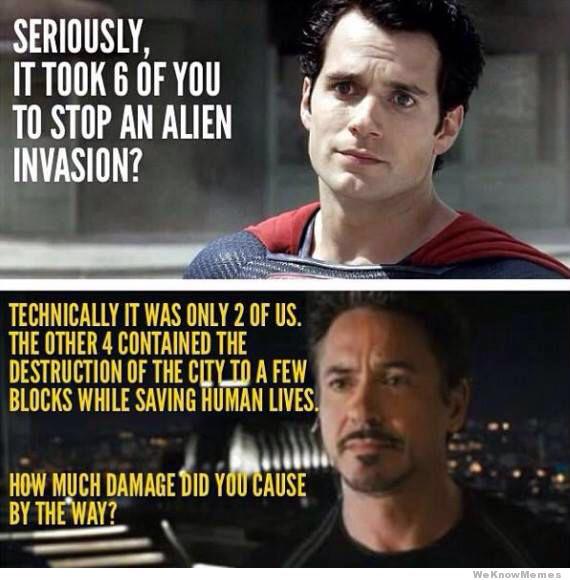 SERIOUSLY,
IT TOOK 6 OF YOU
TO STOP AN ALIEN
INVASION?
TECHNICALLY IT WAS ONLY 2 OF US.
THE OTHER 4 CONTAINED THE
DESTRUCTION OF THE CITY TO A FEW
BLOCKS WHILE SAVING HUMAN LIVES.
HOW MUCH DAMAGE DID YOU CAUSE
BY THE WAY?
WeKnowMemes